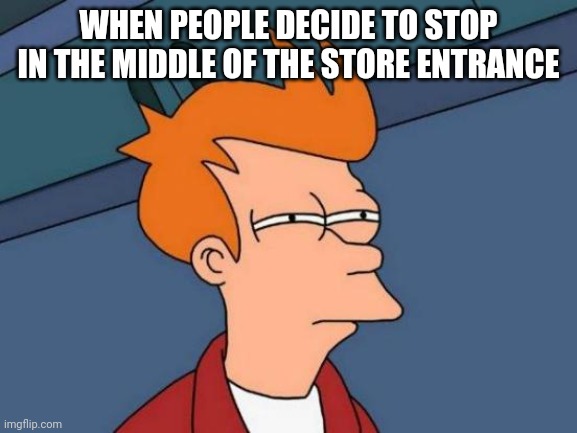 WHEN PEOPLE DECIDE TO STOP
IN THE MIDDLE OF THE STORE ENTRANCE
imgflip.com